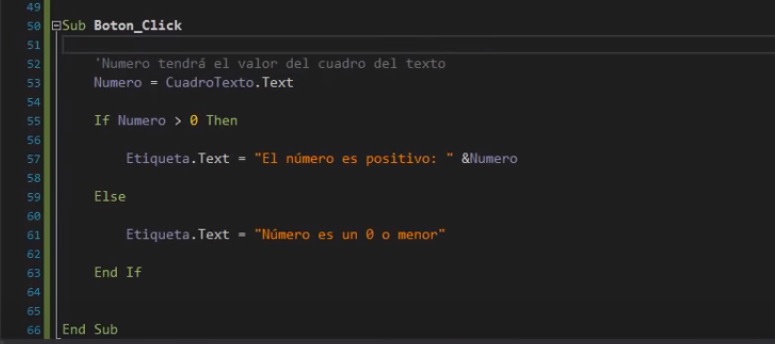 49
50 Sub Boton_Click
51
52 'Numero tendrá el valor del cuadro del texto
53 Numero = CuadroTexto.Text
54
55 If Numero > 0 Then
56
57 Etiqueta.Text = "El número es positivo: " &Numero
58
59 Else
60
61 Etiqueta.Text = "Número es un 0 o menor"
62
63 End If
64
65
66 End Sub